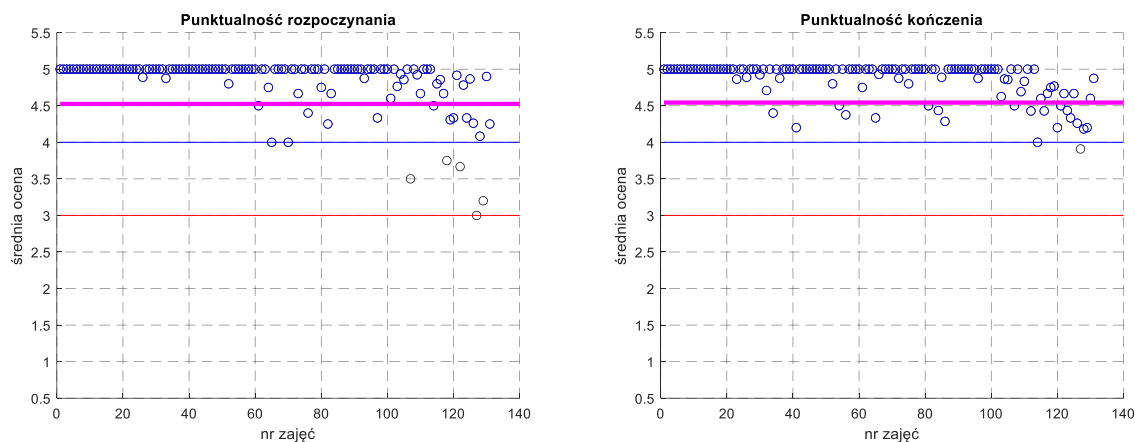 Punktualność rozpoczynania
5.5
5
4.5
4
3.5
3
2.5
2
1.5
1
0.5
średnia ocena
0 20 40 60 80 100 120 140
nr zajęć
Punktualność kończenia
5.5
5
4.5
4
3.5
3
2.5
2
1.5
1
0.5
średnia ocena
0 20 40 60 80 100 120 140
nr zajęć